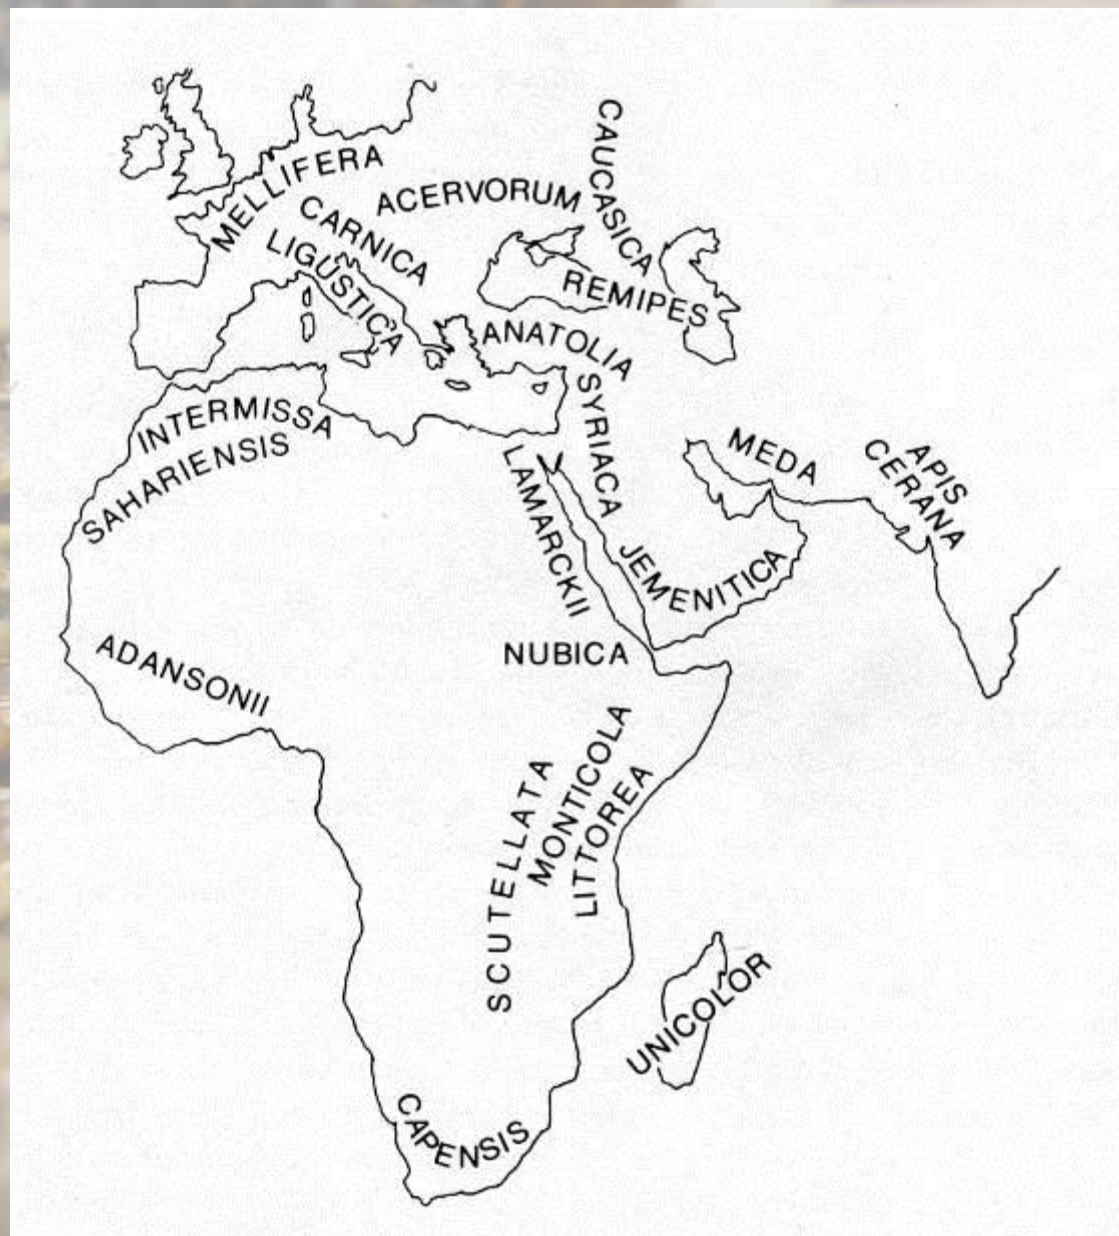 CAUCASICA
MELLIFERA
ACERVORUM
CARNICA
LIGUSTICA
REMIPES
ANATOLIA
SYRIACA
INTERMISSA
SAHARIENSIS
LAMARCKII
MEDA
APIS
CERANA
JEMENITICA
NUBICA
ADANSONII
SCUTELLATA
MONTICOLA
LITTOREA
UNICOLOR
CAPENSIS